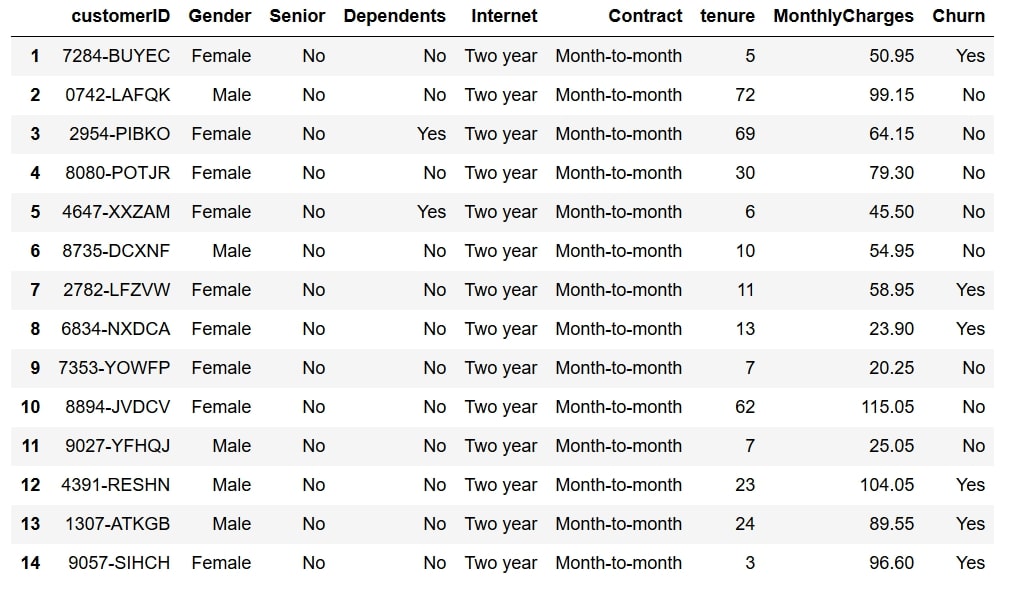 customerID Gender Senior Dependents Internet Contract tenure MonthlyCharges Churn
1 7284-BUYEC Female No No Two year Month-to-month 5 50.95 Yes
2 0742-LAFQK Male No No Two year Month-to-month 72 99.15 No
3 2954-PIBKO Female No Yes Two year Month-to-month 69 64.15 No
4 8080-POTJR Female No No Two year Month-to-month 30 79.30 No
5 4647-XXZAM Female No Yes Two year Month-to-month 6 45.50 No
6 8735-DCXNF Male No No Two year Month-to-month 10 54.95 No
7 2782-LFZVW Female No No Two year Month-to-month 11 58.95 Yes
8 6834-NXDCA Female No No Two year Month-to-month 13 23.90 Yes
9 7353-YOWFP Female No No Two year Month-to-month 7 20.25 No
10 8894-JVDCV Female No No Two year Month-to-month 62 115.05 No
11 9027-YFHQJ Male No No Two year Month-to-month 7 25.05 No
12 4391-RESHN Male No No Two year Month-to-month 23 104.05 Yes
13 1307-ATKGB Male No No Two year Month-to-month 24 89.55 Yes
14 9057-SIHCH Female No No Two year Month-to-month 3 96.60 Yes